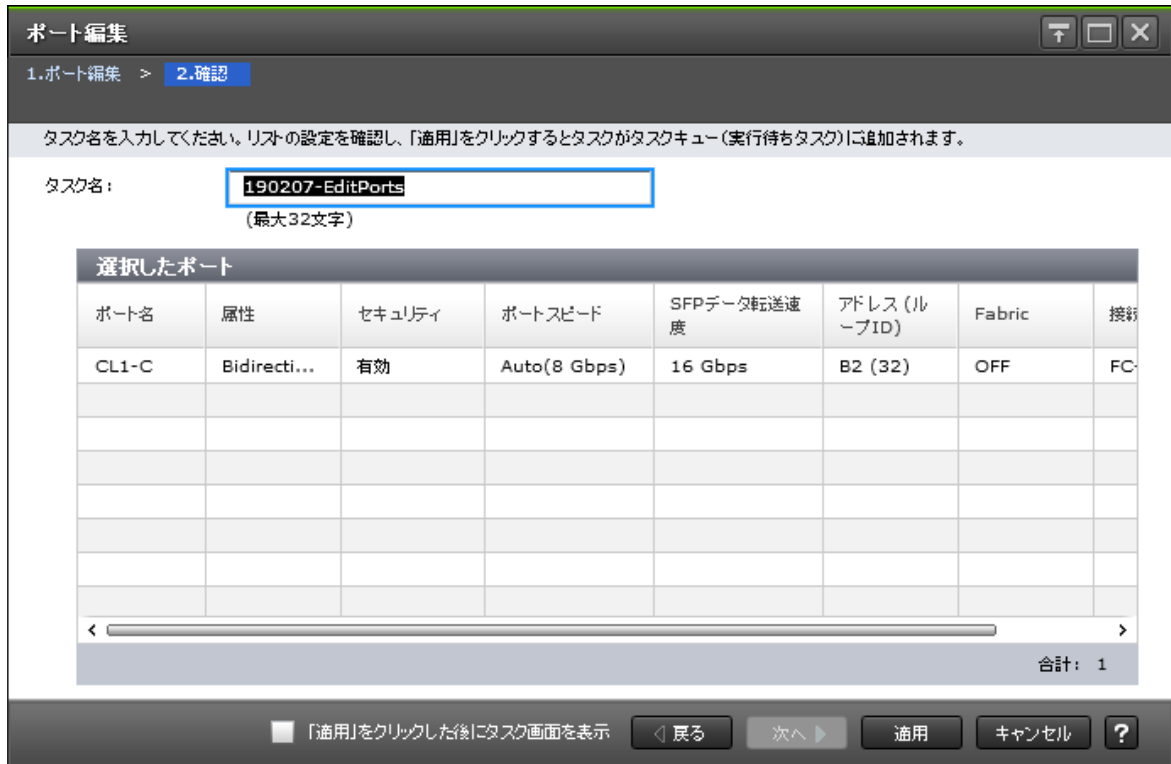 ポート編集
1.ポート編集 > 2.確認
タスク名を入力してください。リストの設定を確認し、「適用」をクリックするとタスクがタスクキュー(実行待ちタスク)に追加されます。
タスク名:
190207-EditPorts
(最大32文字)
選択したポート
ポート名 属性 セキュリティ ポートスピード SFPデータ転送速度 アドレス (ループID) Fabric 接続
CL1-C Bidirecti... 有効 Auto(8 Gbps) 16 Gbps B2 (32) OFF FC-
合計: 1
「適用」をクリックした後にタスク画面を表示 戻る 次へ 適用 キャンセル ?